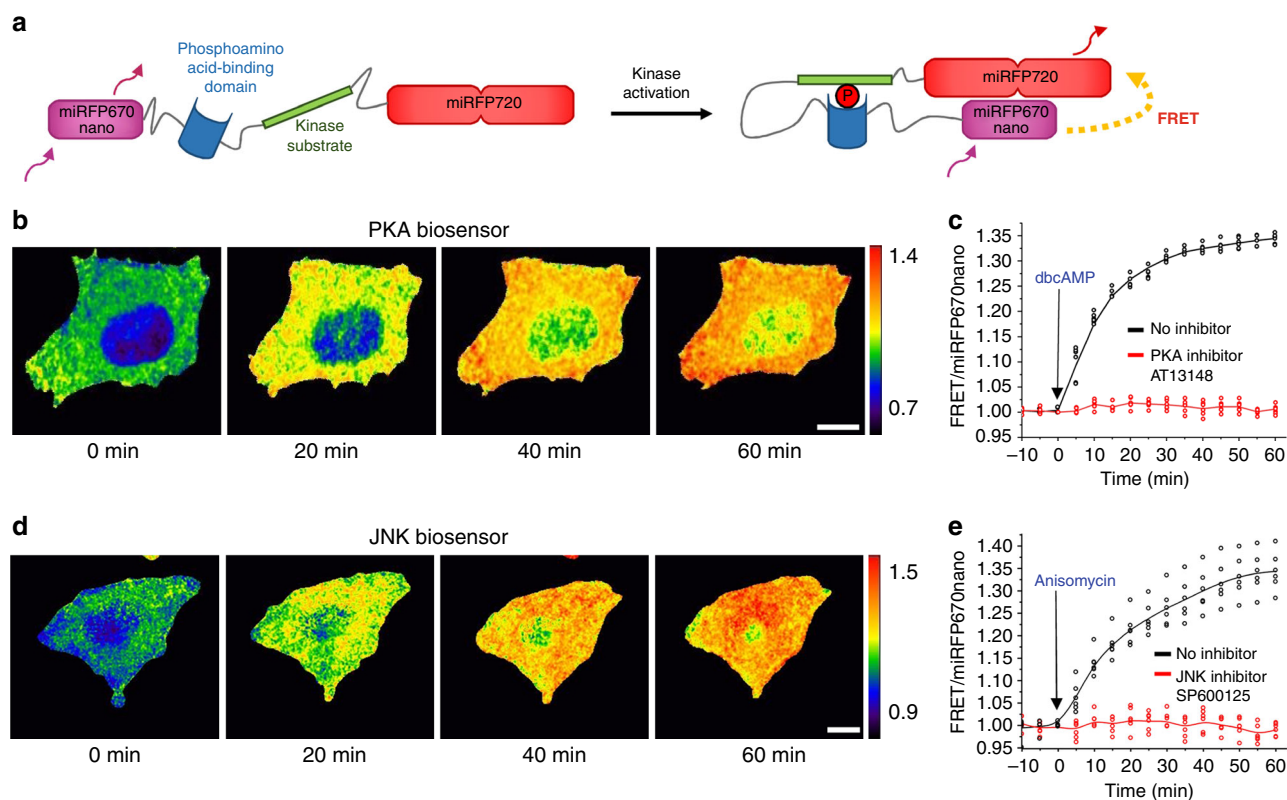 a
miRFP670
nano
Phosphoamino
acid-binding
domain
Kinase
substrate
miRFP720
Kinase
activation
P
miRFP720
miRFP670
nano
FRET
b
PKA biosensor
0 min
20 min
40 min
60 min
1.4
0.7
c
FRET/miRFP670nano
1.35
1.30
1.25
1.20
1.15
1.10
1.05
1.00
0.95
dbcAMP
No inhibitor
PKA inhibitor
AT13148
–10 0 10 20 30 40 50 60
Time (min)
d
JNK biosensor
0 min
20 min
40 min
60 min
1.5
0.9
e
FRET/miRFP670nano
1.40
1.35
1.30
1.25
1.20
1.15
1.10
1.05
1.00
0.95
Anisomycin
No inhibitor
JNK inhibitor
SP600125
–10 0 10 20 30 40 50 60
Time (min)